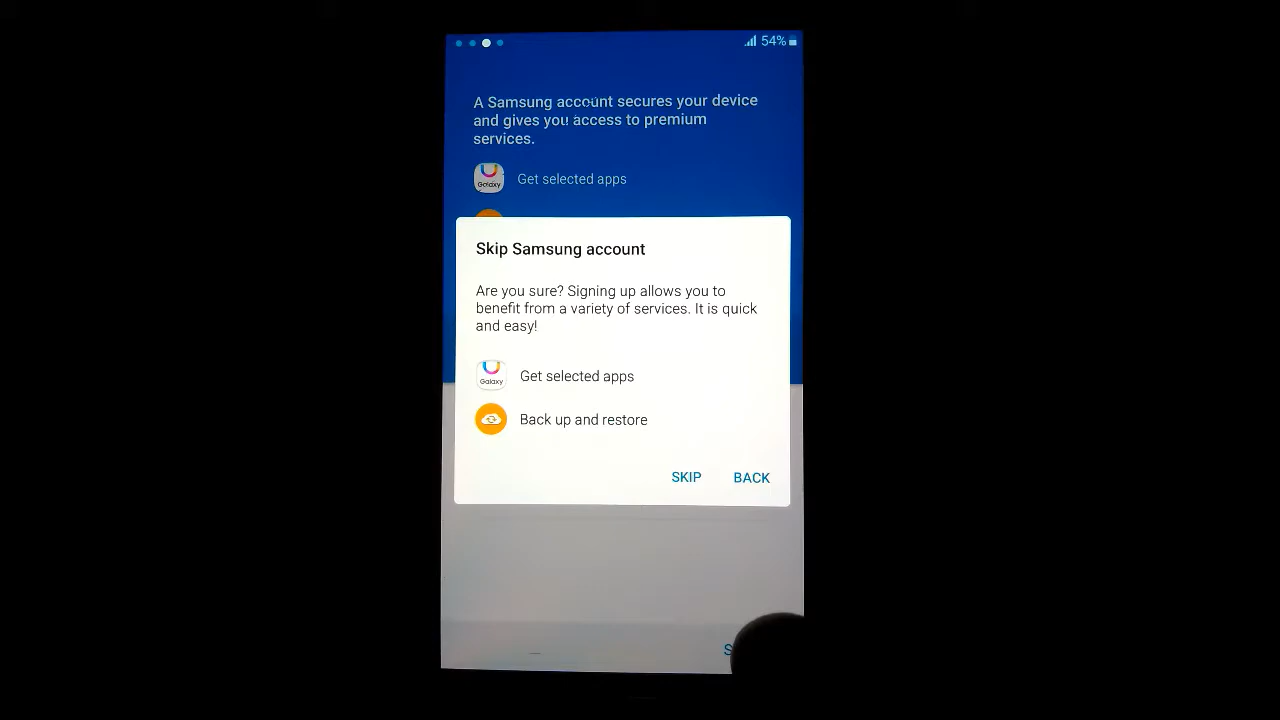 54%
A Samsung account secures your device
and gives you access to premium
services.
Galaxy
Get selected apps
Skip Samsung account
Are you sure? Signing up allows you to
benefit from a variety of services. It is quick
and easy!
Galaxy
Get selected apps
Back up and restore
SKIP BACK